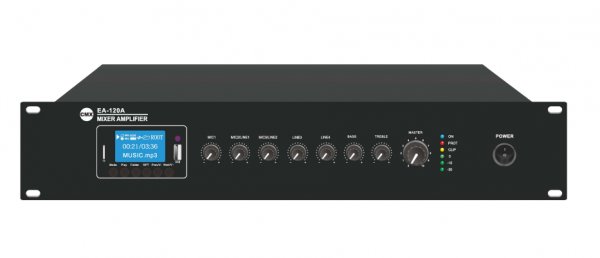 CMX
EA-120A
MIXER AMPLIFIER
ROOT
00:21/03:36
MUSIC.mp3
MIC1
MIC2/LINE1
MIC3/LINE2
LINE3
LINE4
BASS
TREBLE
MASTER
ON
PROT
CLIP
0
-10
-20
POWER